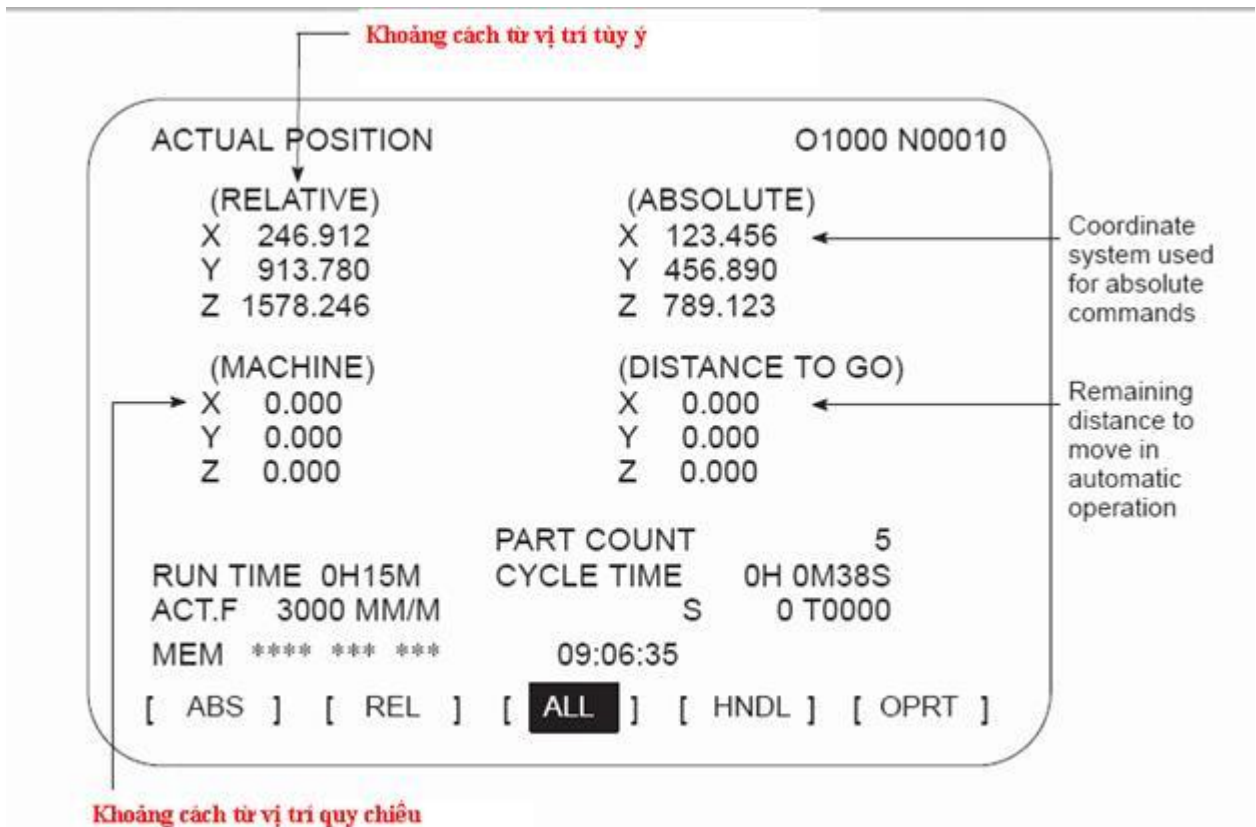 Khoảng cách từ vị trí tùy ý
ACTUAL POSITION O1000 N00010
(RELATIVE) (ABSOLUTE)
X 246.912 X 123.456
Y 913.780 Y 456.890
Z 1578.246 Z 789.123
Coordinate
system used
for absolute
commands
(MACHINE) (DISTANCE TO GO)
X 0.000 X 0.000
Y 0.000 Y 0.000
Z 0.000 Z 0.000
Remaining
distance to
move in
automatic
operation
PART COUNT 5
RUN TIME 0H15M CYCLE TIME 0H 0M38S
ACT.F 3000 MM/M S 0 T0000
MEM **** *** *** 09:06:35
[ ABS ] [ REL ] [ ALL ] [ HNDL ] [ OPRT ]
Khoảng cách từ vị trí quy chiếu